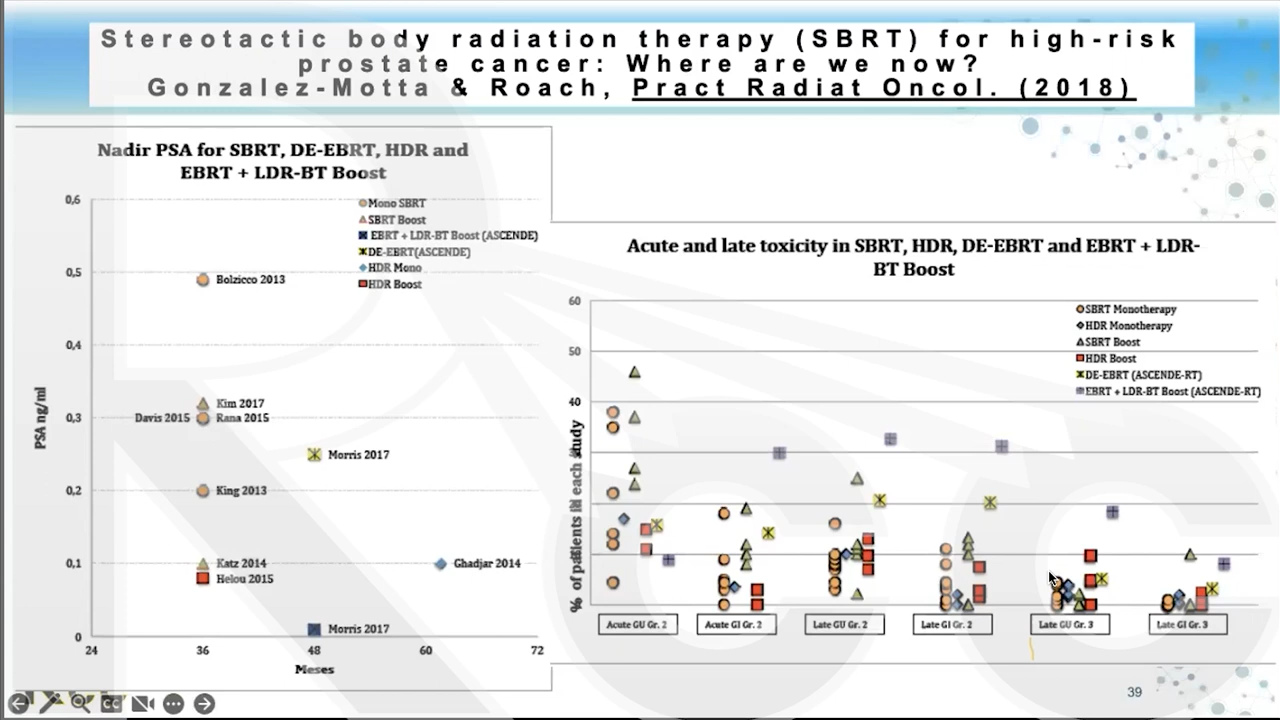 Stereotactic body radiation therapy (SBRT) for high-risk
prostate cancer: Where are we now?
Gonzalez-Motta & Roach, Pract Radiat Oncol. (2018)
Nadir PSA for SBRT, DE-EBRT, HDR and
EBRT + LDR-BT Boost
0,6
0,5
0,4
0,3
0,2
0,1
0
PSA ng/ml
Mono SBRT
SBRT Boost
EBRT + LDR-BT Boost (ASCENDE)
DE-EBRT(ASCENDE)
HDR Mono
HDR Boost
Bolzicco 2013
Kim 2017
Davis 2015
Rana 2015
Morris 2017
King 2013
Katz 2014
Helou 2015
Ghadjar 2014
Morris 2017
24
36
48
60
72
Meses
Acute and late toxicity in SBRT, HDR, DE-EBRT and EBRT + LDR-
BT Boost
60
50
40
% of patients in each study
SBRT Monotherapy
HDR Monotherapy
SBRT Boost
HDR Boost
DE-EBRT (ASCENDE-RT)
EBRT + LDR-BT Boost (ASCENDE-RT)
Acute GU Gr. 2
Acute GI Gr. 2
Late GU Gr. 2
Late GI Gr. 2
Late GU Gr. 3
Late GI Gr. 3
39
CC